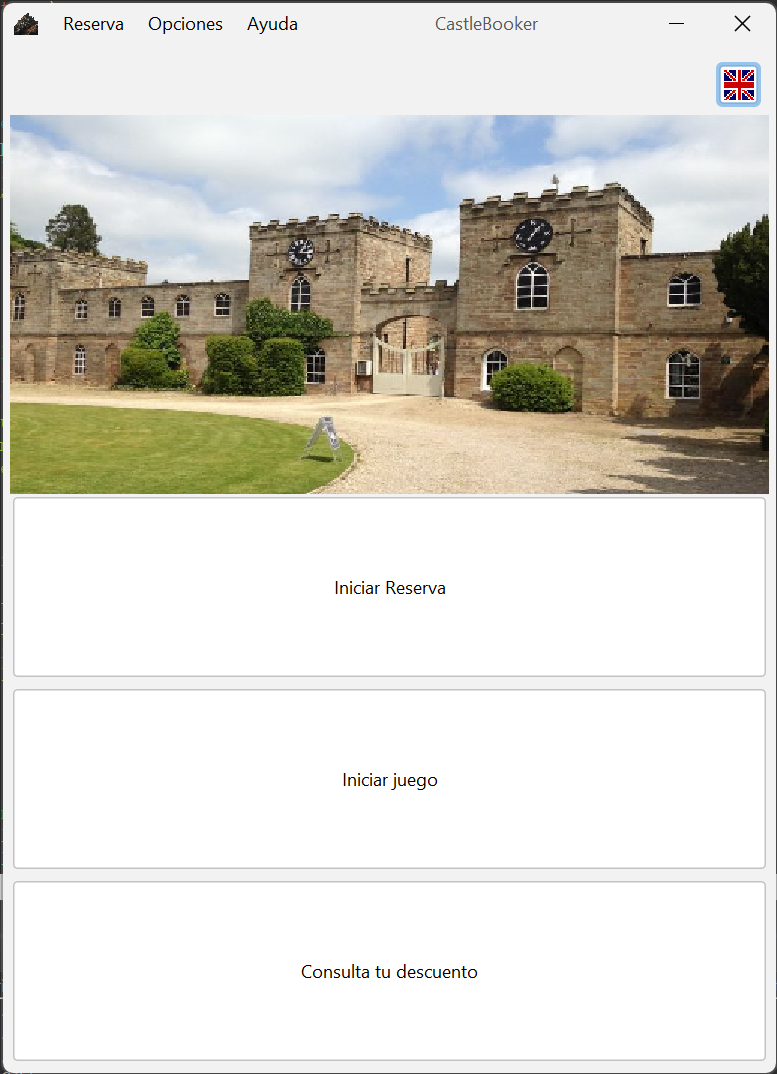 Reserva Opciones Ayuda CastleBooker
Iniciar Reserva
Iniciar juego
Consulta tu descuento